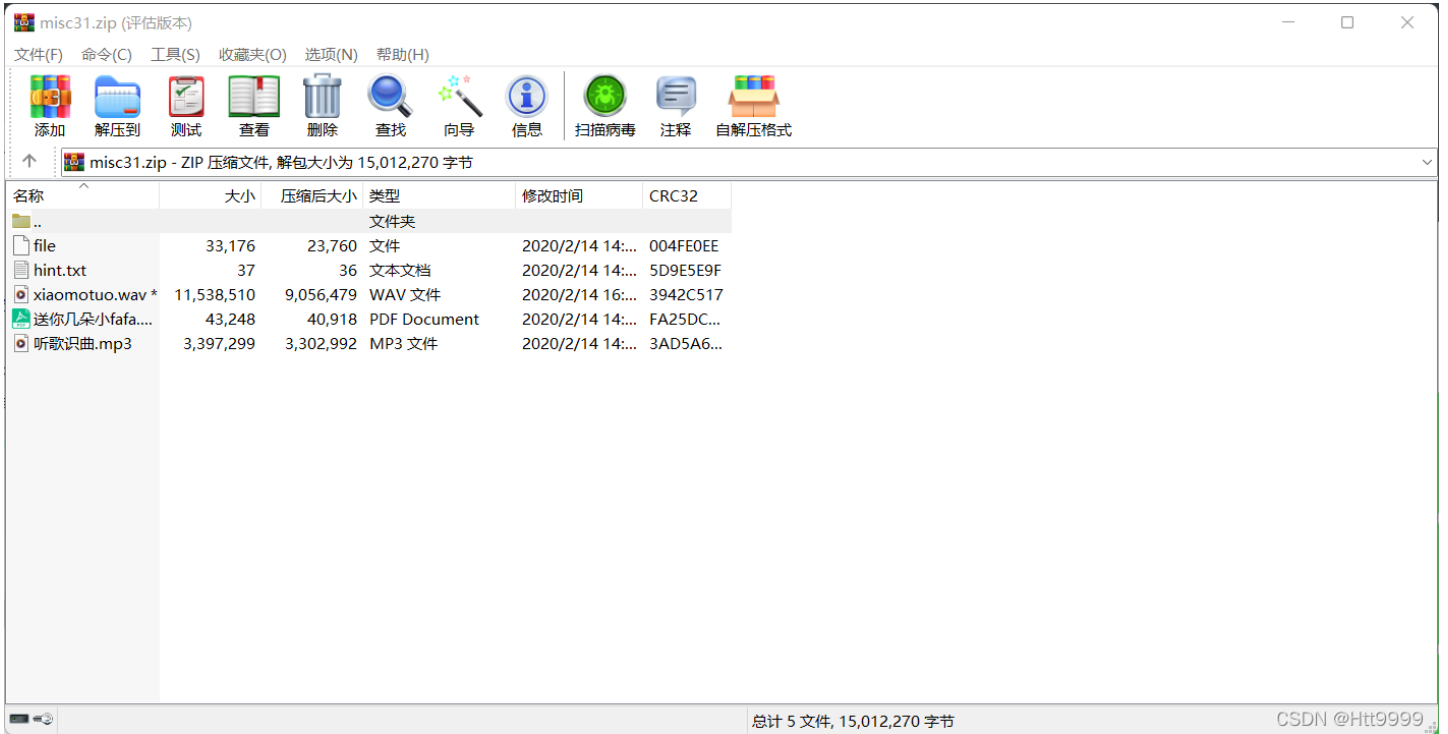 misc31.zip (评估版本)
文件(F) 命令(C) 工具(S) 收藏夹(O) 选项(N) 帮助(H)
添加 解压到 测试 查看 删除 查找 向导 信息 扫描病毒 注释 自解压格式
misc31.zip - ZIP 压缩文件, 解包大小为 15,012,270 字节
名称 大小 压缩后大小 类型 修改时间 CRC32
.. 文件夹
file 33,176 23,760 文件 2020/2/14 14:... 004FE0EE
hint.txt 37 36 文本文档 2020/2/14 14:... 5D9E5E9F
xiaomotuo.wav * 11,538,510 9,056,479 WAV 文件 2020/2/14 16:... 3942C517
送你几朵小fafa.... 43,248 40,918 PDF Document 2020/2/14 14:... FA25DC...
听歌识曲.mp3 3,397,299 3,302,992 MP3 文件 2020/2/14 14:... 3AD5A6...
总计 5 文件, 15,012,270 字节
CSDN @Htt9999